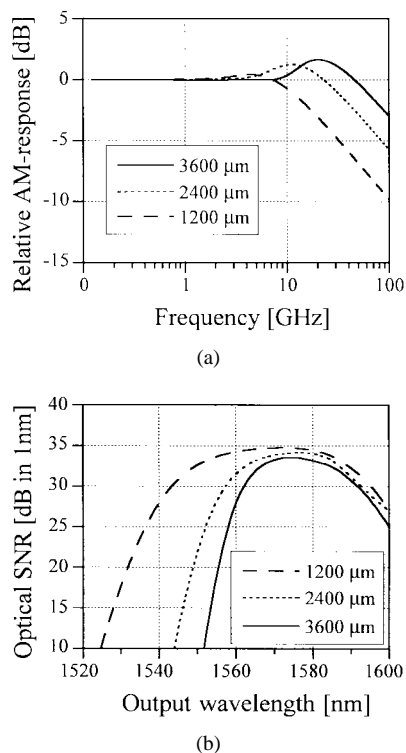 Relative AM-response [dB]
5
0
-5
-10
-15
3600 μm
2400 μm
1200 μm
0
1
10
100
Frequency [GHz]
(a)
Optical SNR [dB in 1nm]
40
35
30
25
20
15
10
1200 μm
2400 μm
3600 μm
1520
1540
1560
1580
1600
Output wavelength [nm]
(b)